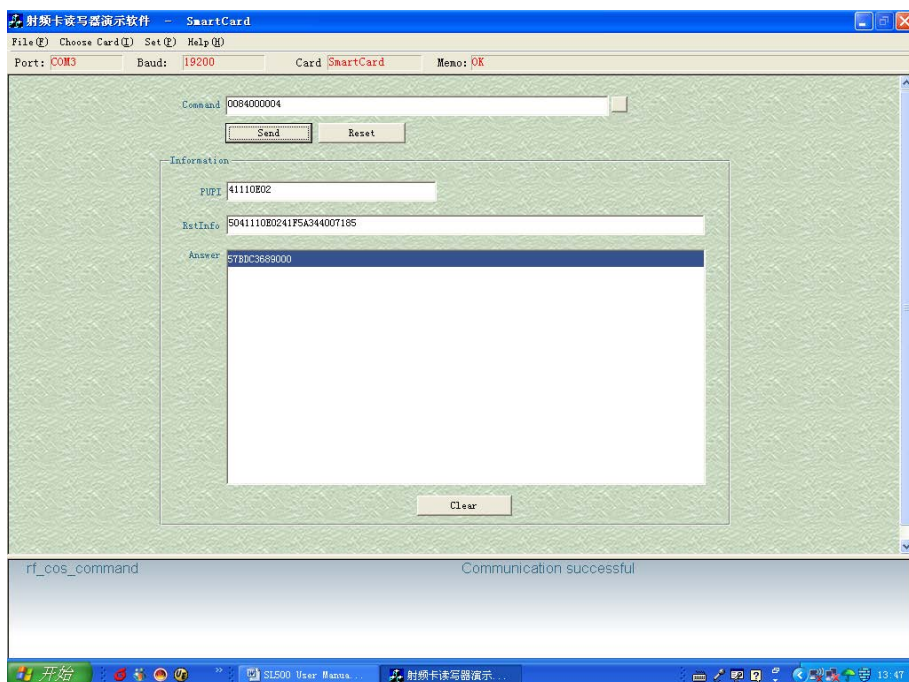 射频卡读写器演示软件 - SmartCard
File(F) Choose Card(I) Set(P) Help(H)
Port: COM3 Baud: 19200 Card SmartCard Memo: OK
Command 0084000004
Send Reset
Information
PUPI 41110E02
RstInfo 5041110E0241F5A344007185
Answer 57BDC3689000
Clear
rf_cos_command Communication successful
开始 SL500 User Manua... 射频卡读写器演示... 13:47